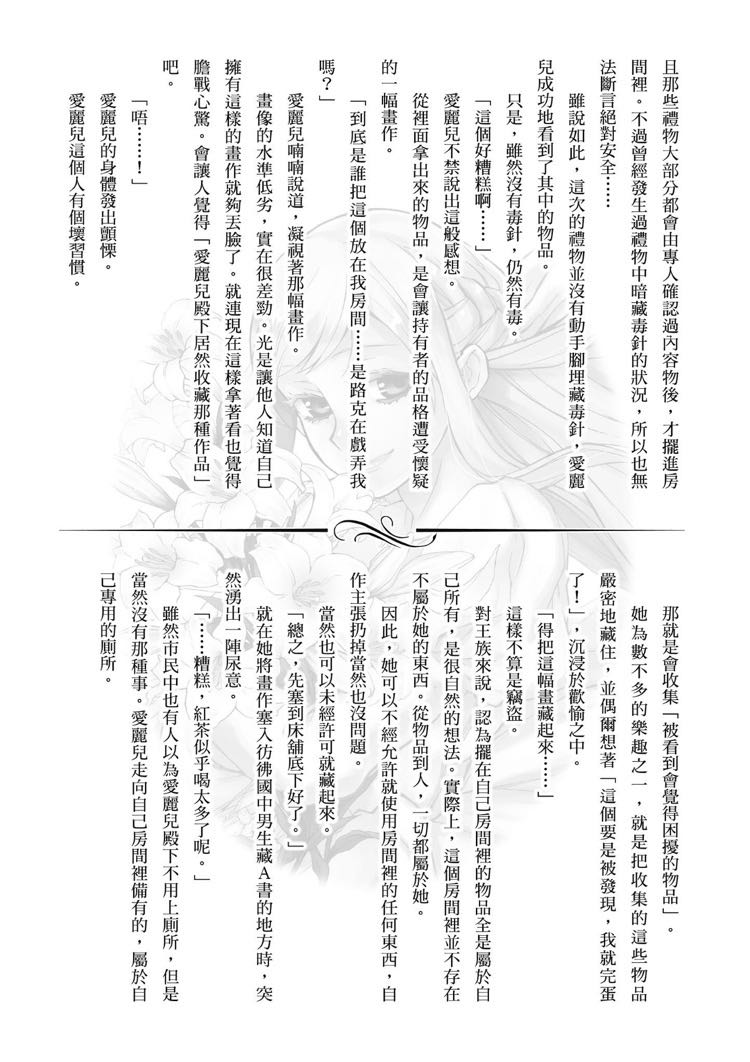 且那些禮物大部分都會由專人確認過內容物後，才擺進房
間裡。不過曾經發生過禮物中暗藏毒針的狀況，所以也無
法斷言絕對安全……
雖說如此，這次的禮物並沒有動手腳埋藏毒針，愛麗
兒成功地看到了其中的物品。
只是，雖然沒有毒針，仍然有毒。
「這個好糟糕啊……」
愛麗兒不禁說出這般感想。
從裡面拿出來的物品，是會讓持有者的品格遭受懷疑
的一幅畫作。
「到底是誰把這個放在我房間……是路克在戲弄我
嗎？」
愛麗兒喃喃說道，凝視著那幅畫作。
畫像的水準低劣，實在很差勁。光是讓他人知道自己
擁有這樣的畫作就夠丟臉了。就連現在這樣拿著看也覺得
膽戰心驚。會讓人覺得「愛麗兒殿下居然收藏那種作品」
吧。
「唔……！」
愛麗兒的身體發出顫慄。
愛麗兒這個人有個壞習慣。
那就是會收集「被看到會覺得困擾的物品」。
她為數不多的樂趣之一，就是把收集的這些物品
嚴密地藏住，並偶爾想著「這個要是被發現，我就完蛋
了！」，沉浸於歡愉之中。
「得把這幅畫藏起來……」
這樣不算是竊盜。
對王族來說，認為擺在自己房間裡的物品全是屬於自
己所有，是很自然的想法。實際上，這個房間裡並不存在
不屬於她的東西。從物品到人，一切都屬於她。
因此，她可以不經允許就使用房間裡的任何東西，自
作主張扔掉當然也沒問題。
當然也可以未經許可就藏起來。
「總之，先塞到床舖底下好了。」
就在她將畫作塞入彷彿國中男生藏Ａ書的地方時，突
然湧出一陣尿意。
「……糟糕，紅茶似乎喝太多了呢。」
雖然市民中也有人以為愛麗兒殿下不用上廁所，但是
當然沒有那種事。愛麗兒走向自己房間裡備有的，屬於自
己專用的廁所。